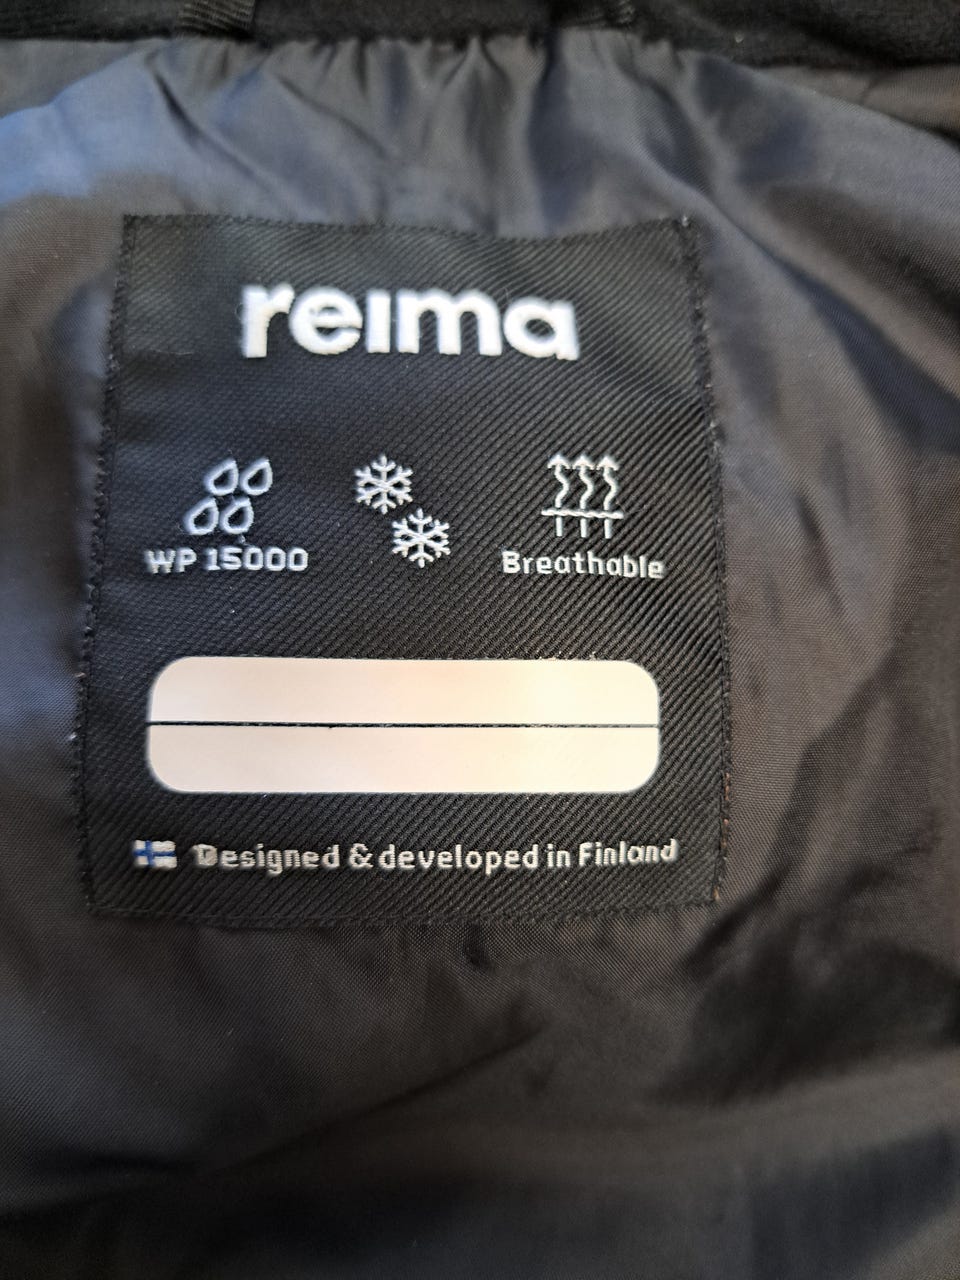 reima
WP 15000
Breathable
Designed & developed in Finland